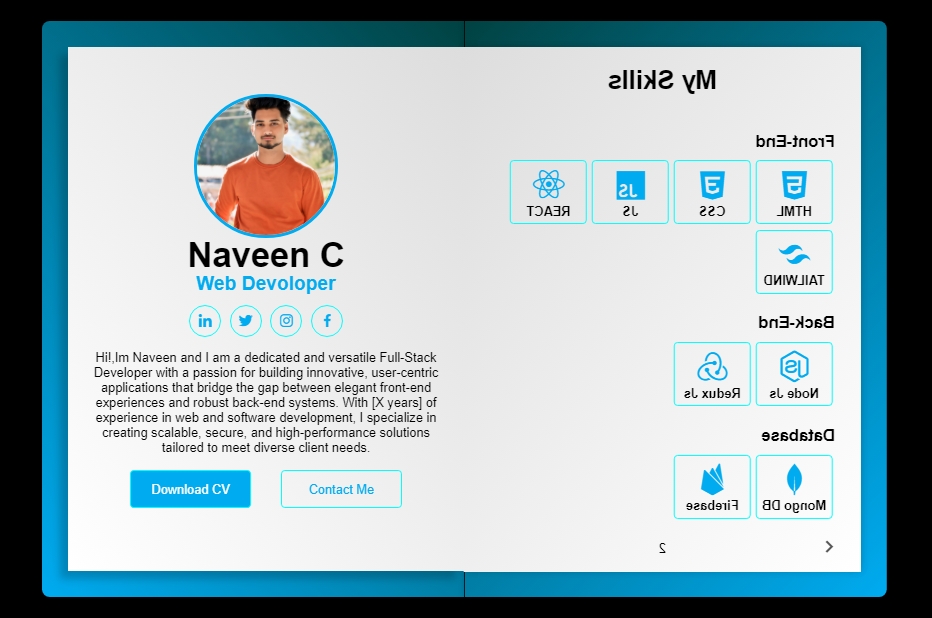 Naveen C
Web Devoloper
Hi!,Im Naveen and I am a dedicated and versatile Full-Stack
Developer with a passion for building innovative, user-centric
applications that bridge the gap between elegant front-end
experiences and robust back-end systems. With [X years] of
experience in web and software development, I specialize in
creating scalable, secure, and high-performance solutions
tailored to meet diverse client needs.
Download CV
Contact Me
My Skills
Front-End
HTML
CSS
JS
JS
REACT
TAILWIND
Back-End
JS
Node Js
Redux Js
Database
Mongo DB
Firebase
2